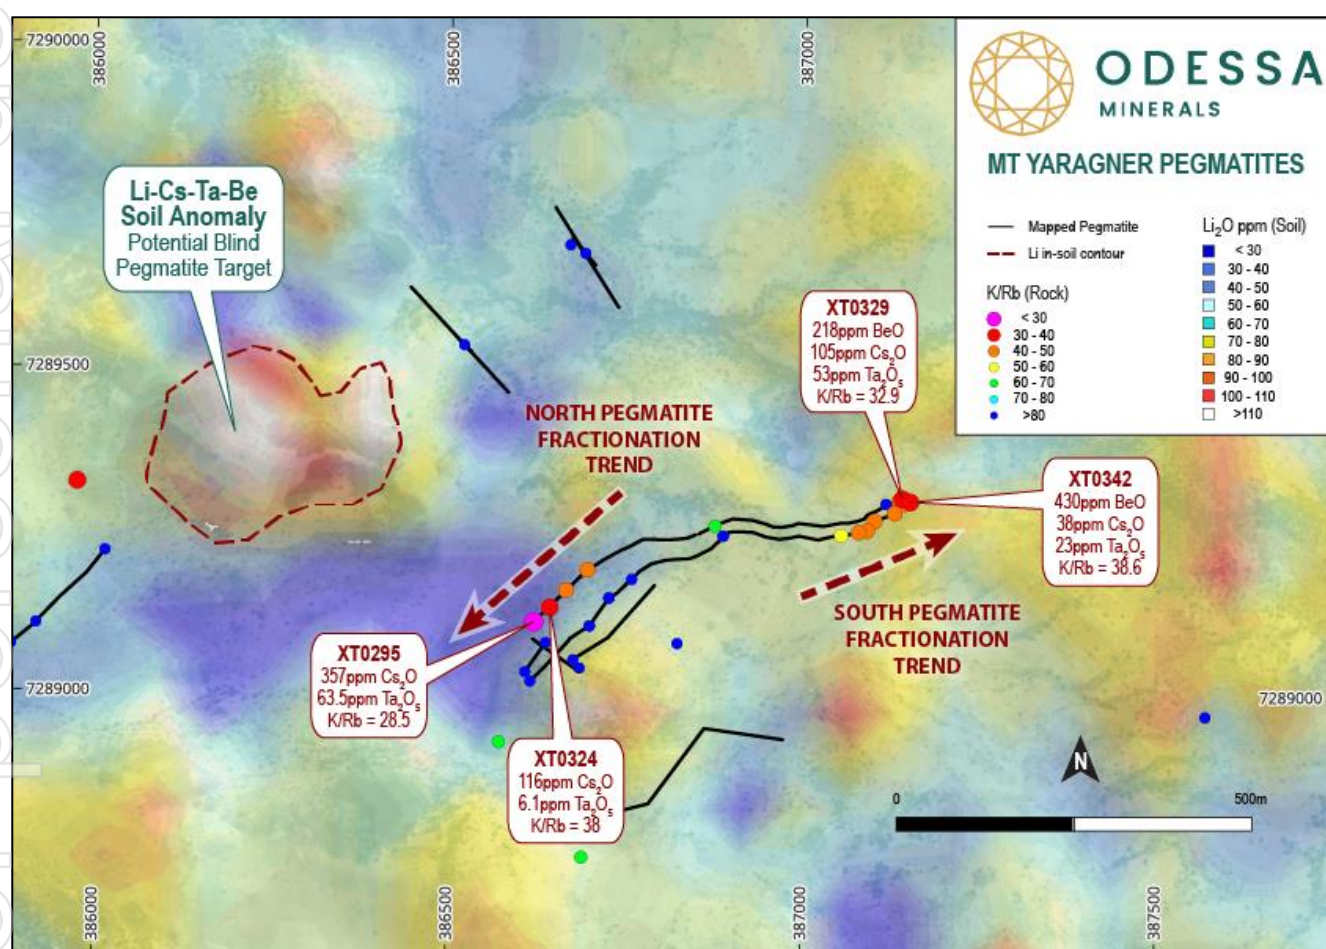 7290000
386000
386500
387000
ODESSA
MINERALS
MT YARAGNER PEGMATITES
Mapped Pegmatite
Li in-soil contour
K/Rb (Rock)
< 30
30 - 40
40 - 50
50 - 60
60 - 70
70 - 80
>80
Li₂O ppm (Soil)
< 30
30 - 40
40 - 50
50 - 60
60 - 70
70 - 80
80 - 90
90 - 100
100 - 110
>110
Li-Cs-Ta-Be
Soil Anomaly
Potential Blind
Pegmatite Target
XT0329
218ppm BeO
105ppm Cs₂O
53ppm Ta₂O₅
K/Rb = 32.9
7289500
NORTH PEGMATITE
FRACTIONATION
TREND
XT0342
430ppm BeO
38ppm Cs₂O
23ppm Ta₂O₅
K/Rb = 38.6
SOUTH PEGMATITE
FRACTIONATION
TREND
XT0295
357ppm Cs₂O
63.5ppm Ta₂O₅
K/Rb = 28.5
7289000
7289000
XT0324
116ppm Cs₂O
6.1ppm Ta₂O₅
K/Rb = 38
N
0
500m
386000
386500
387000
387500